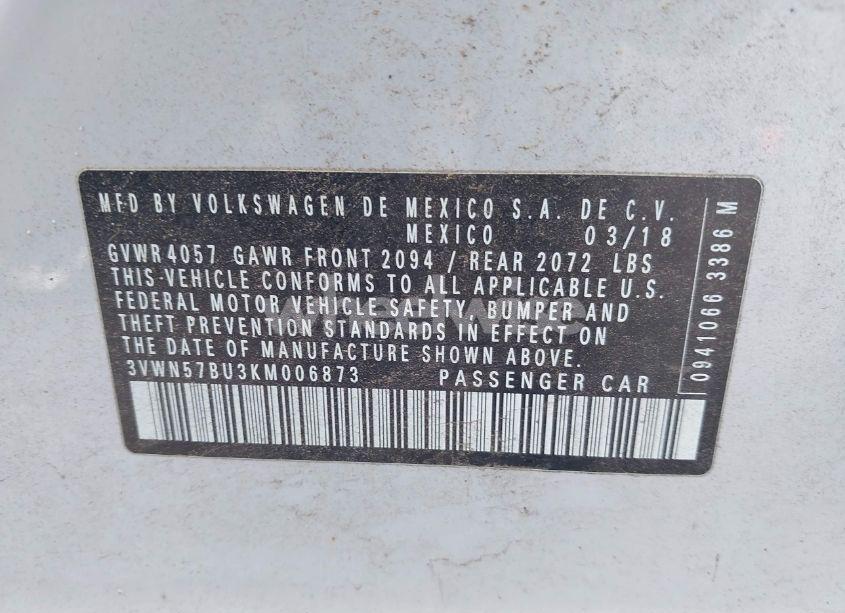 MFD BY VOLKSWAGEN DE MEXICO S.A. DE C.V.
MEXICO 03/18
GVWR 4057 GAWR FRONT 2094 / REAR 2072 LBS
THIS-VEHICLE CONFORMS TO ALL APPLICABLE U.S.
FEDERAL MOTOR VEHICLE SAFETY, BUMPER AND
THEFT PREVENTION STANDARDS IN EFFECT ON
THE DATE OF MANUFACTURE SHOWN ABOVE.
3VWN57BU3KM006873 PASSENGER CAR
0941066 3386 M